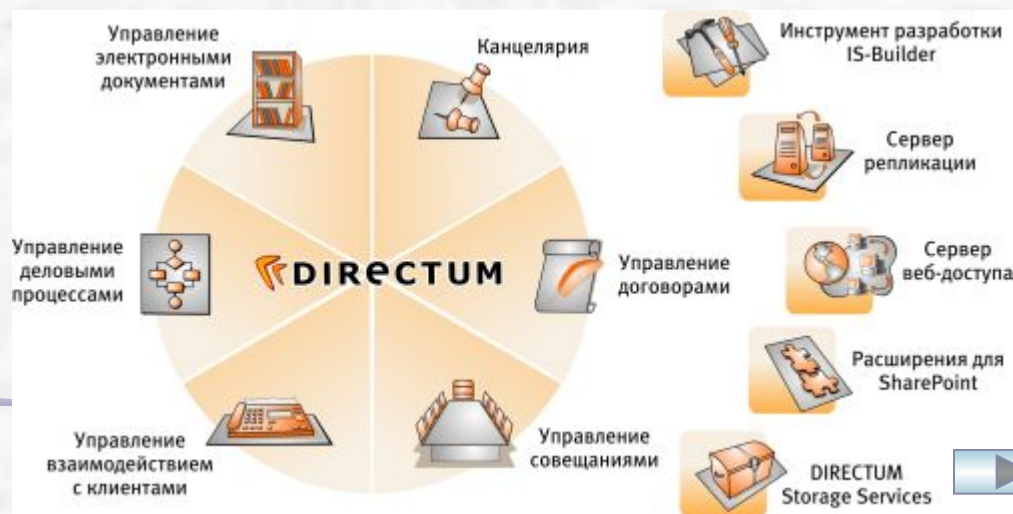 Управление
электронными
документами
Канцелярия
Инструмент разработки
IS-Builder
Сервер
репликации
Управление
деловыми
процессами
DIRECTUM
Управление
договорами
Сервер
веб-доступа
Расширения для
SharePoint
Управление
взаимодействием
с клиентами
Управление
совещаниями
DIRECTUM
Storage Services